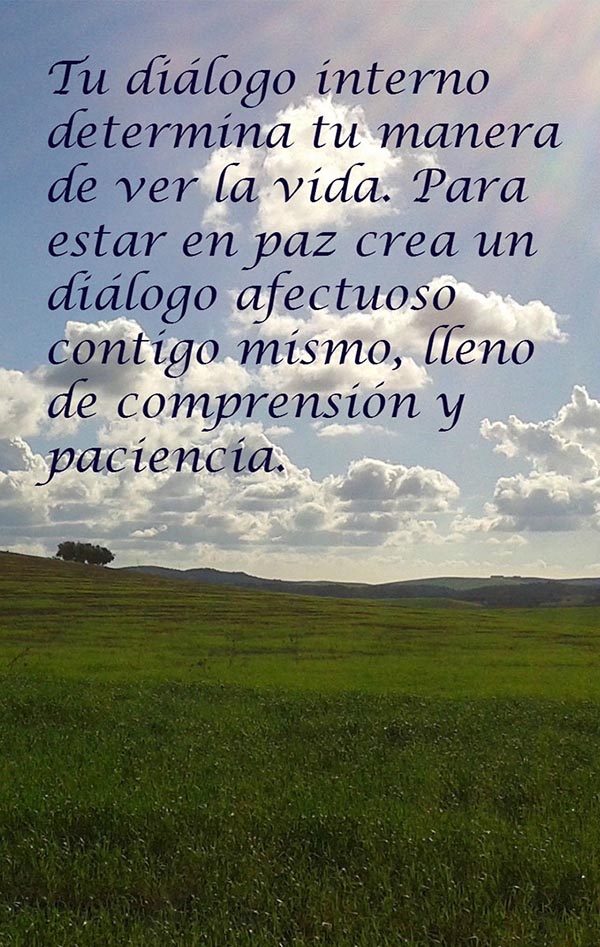 Tu diálogo interno
determina tu manera
de ver la vida. Para
estar en paz crea un
diálogo afectuoso
contigo mismo, lleno
de comprensión y
paciencia.